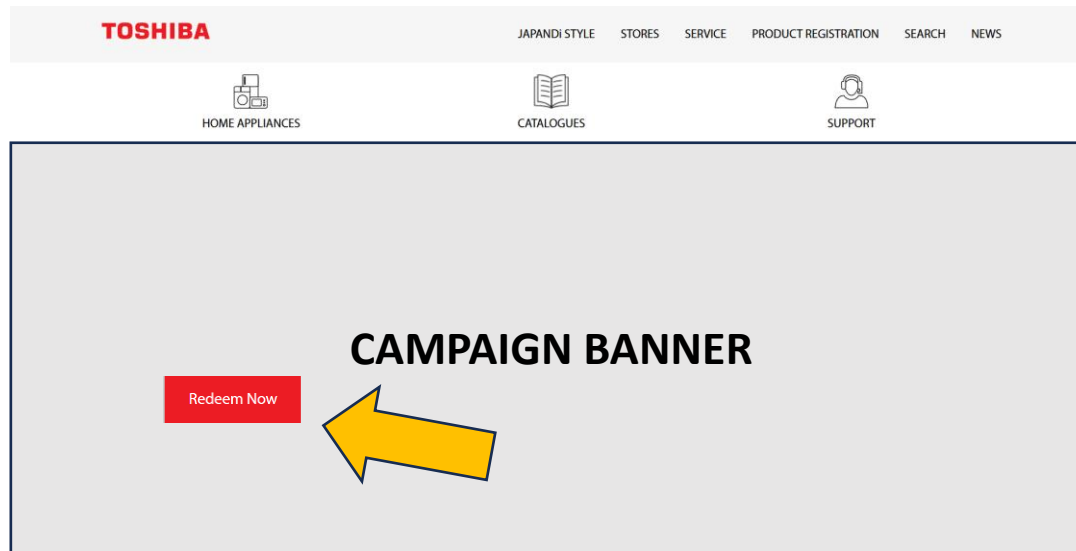 TOSHIBA
JAPANDi STYLE STORES SERVICE PRODUCT REGISTRATION SEARCH NEWS
HOME APPLIANCES CATALOGUES SUPPORT
CAMPAIGN BANNER
Redeem Now